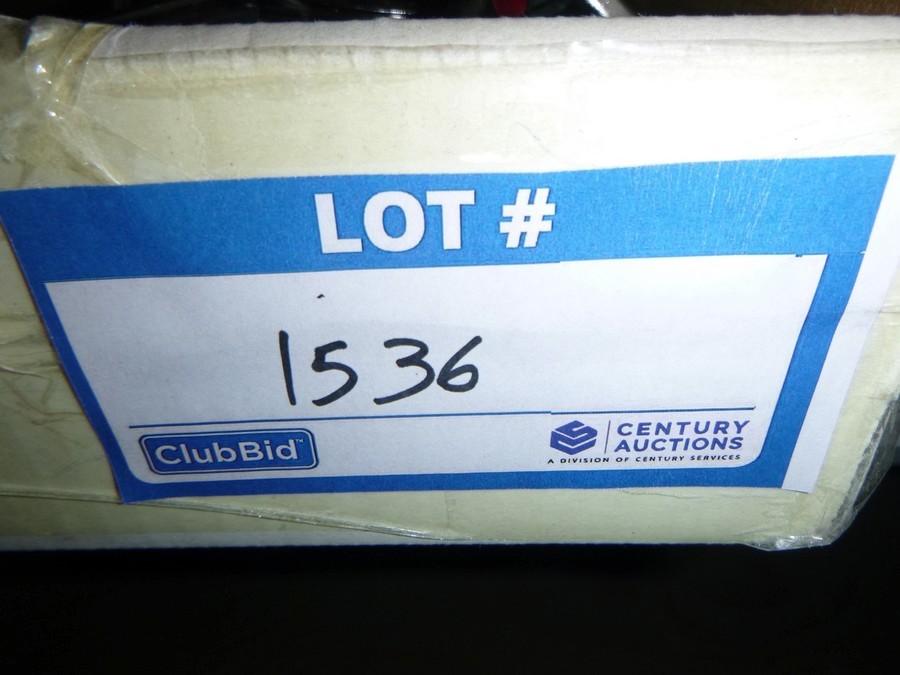 LOT #
1536
ClubBid™
CENTURY
AUCTIONS
A DIVISION OF CENTURY SERVICES